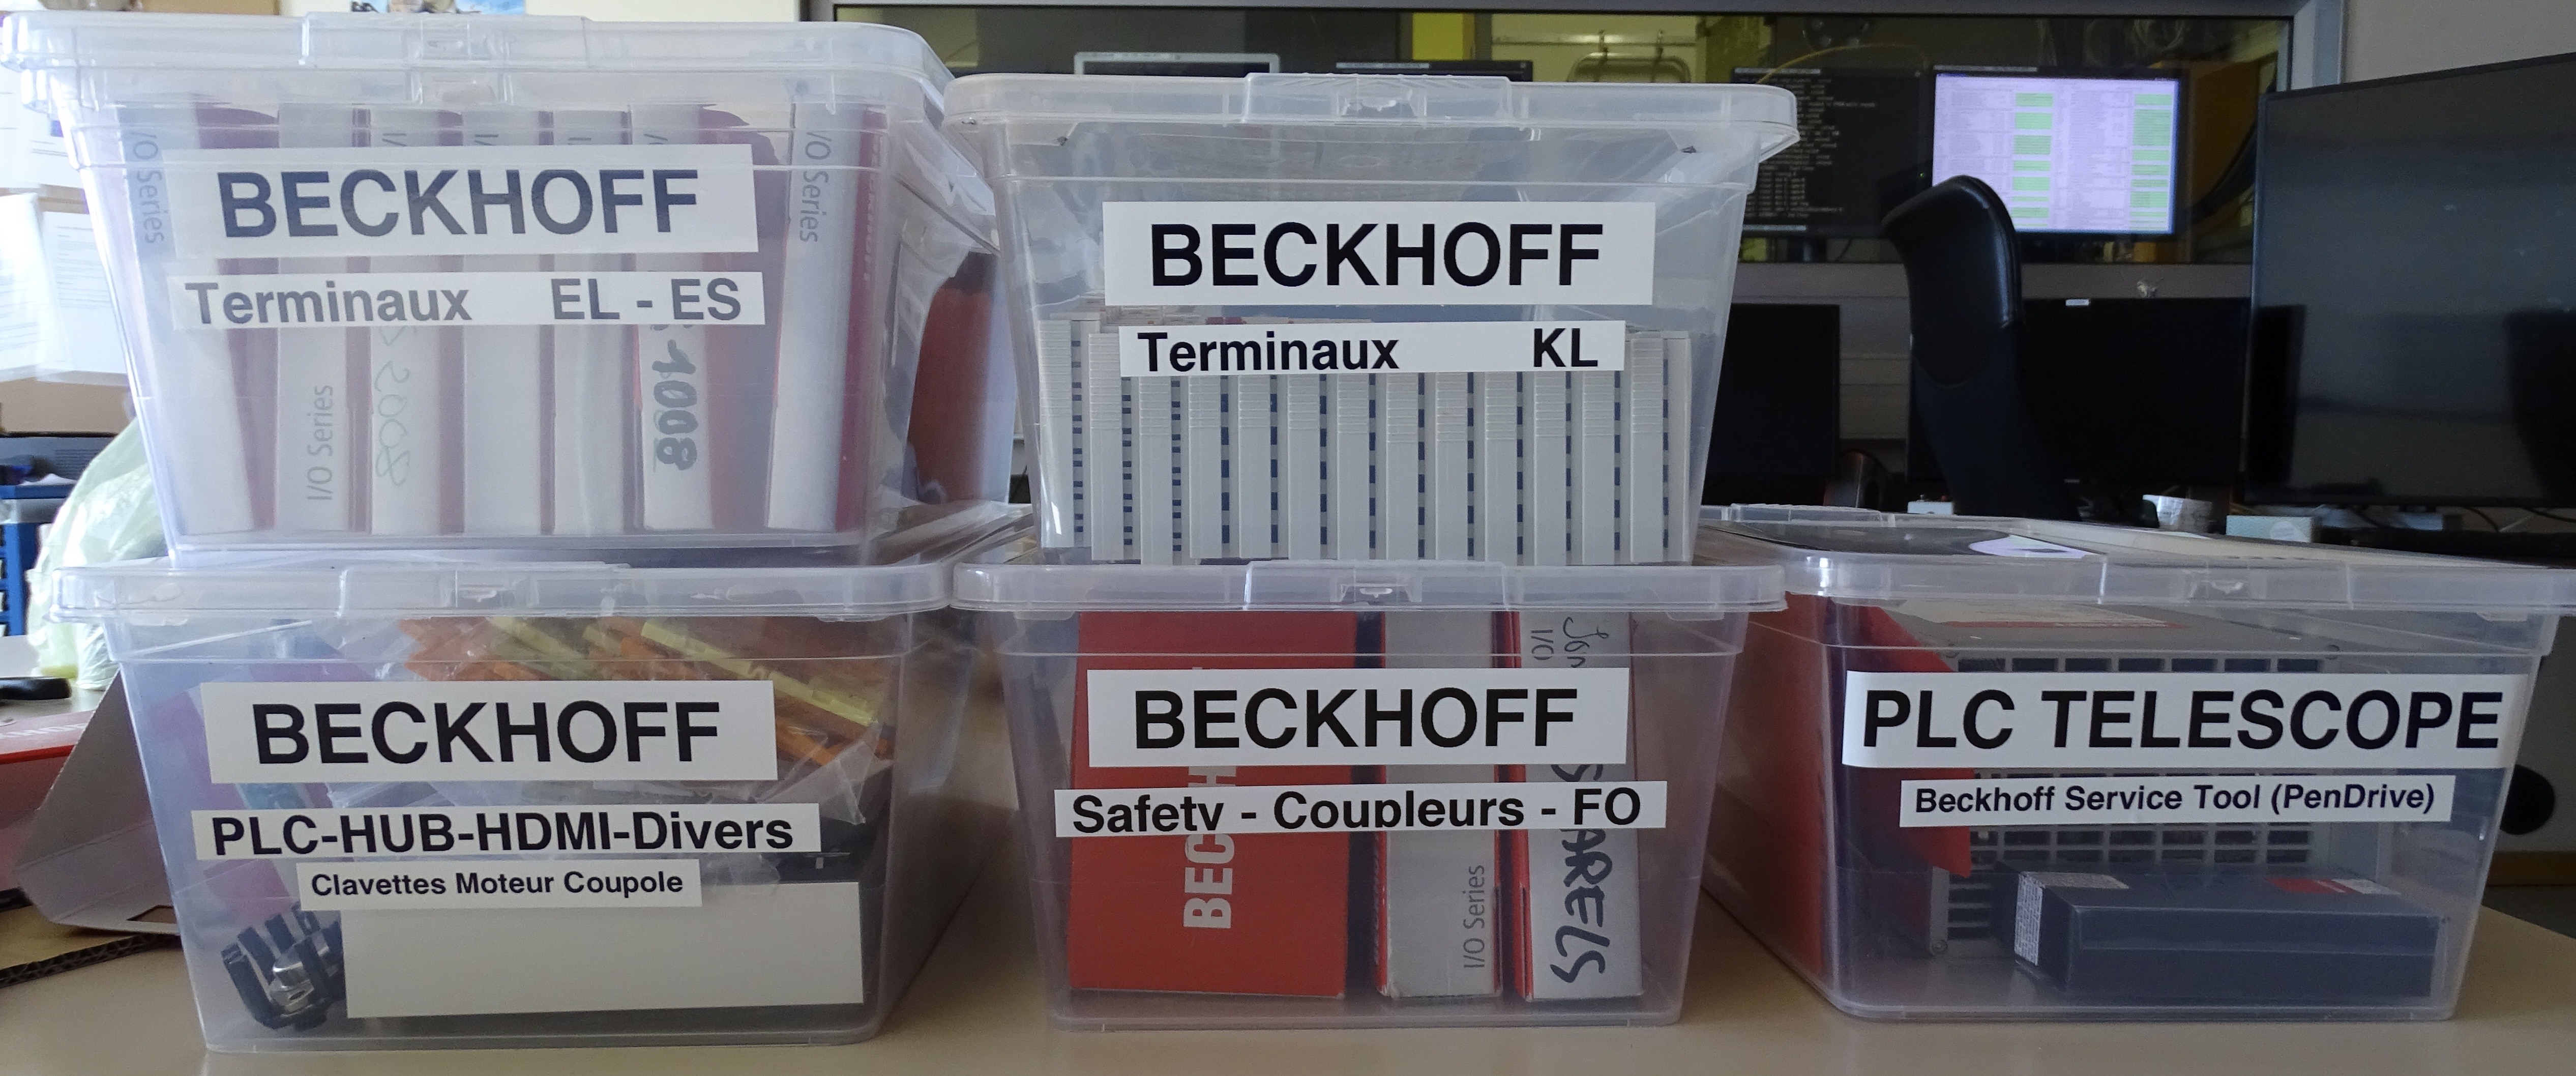 BECKHOFF
Terminaux EL - ES
I/O Series
I/O Series
I/O Series
2008
1008
BECKHOFF
Terminaux KL
BECKHOFF
PLC-HUB-HDMI-Divers
Clavettes Moteur Coupole
BECKHOFF
Safety - Coupleurs - FO
I/O
I/O Series
PLC TELESCOPE
Beckhoff Service Tool (PenDrive)